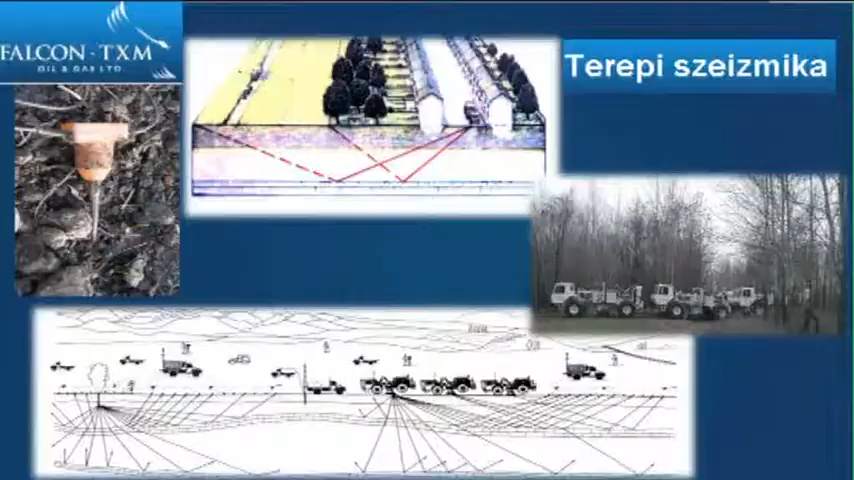 FALCON - TXM
OIL & GAS LTD.
Terepi szeizmika